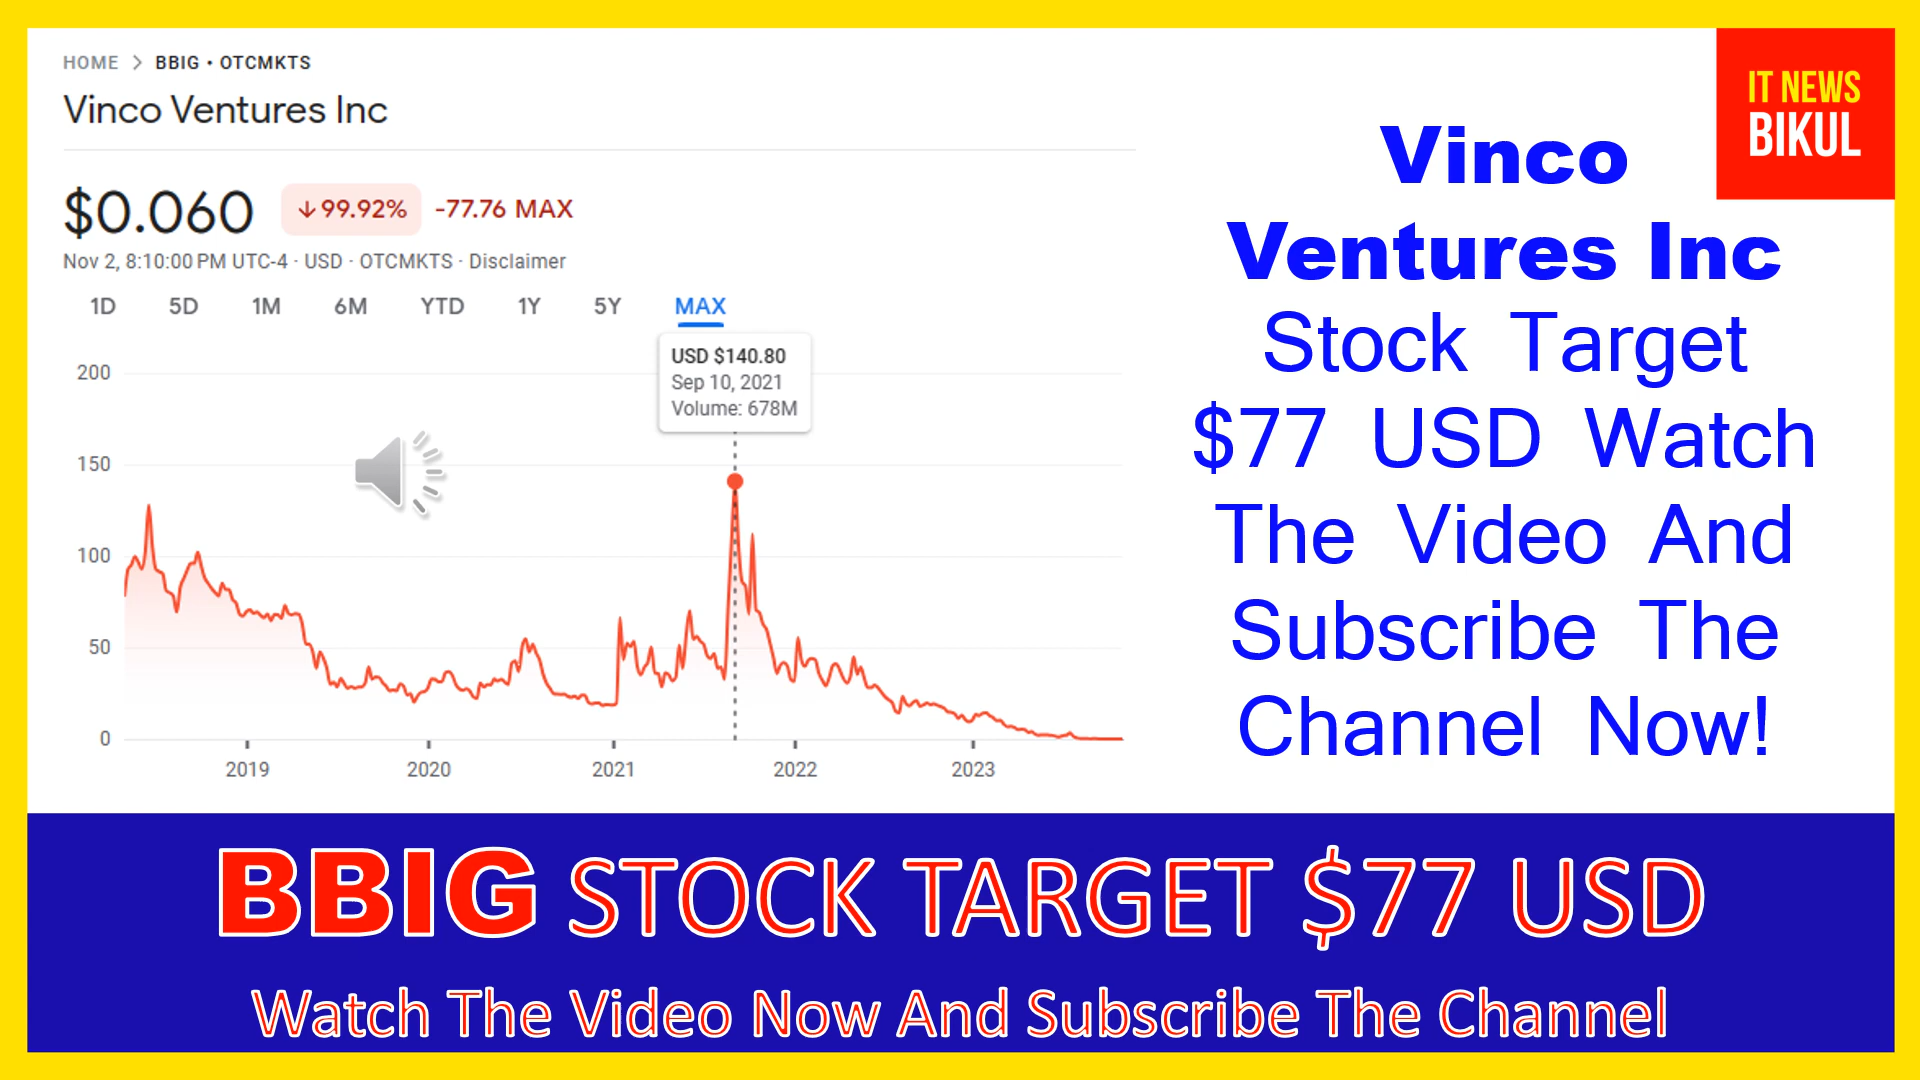 HOME > BBIG • OTCMKTS
Vinco Ventures Inc
$0.060 ↓99.92% -77.76 MAX
Nov 2, 8:10:00 PM UTC-4 · USD · OTCMKTS · Disclaimer
1D 5D 1M 6M YTD 1Y 5Y MAX
USD $140.80
Sep 10, 2021
Volume: 678M
200
150
100
50
0
2019 2020 2021 2022 2023
IT NEWS
BIKUL
Vinco
Ventures Inc
Stock Target
$77 USD Watch
The Video And
Subscribe The
Channel Now!
BBIG STOCK TARGET $77 USD
Watch The Video Now And Subscribe The Channel